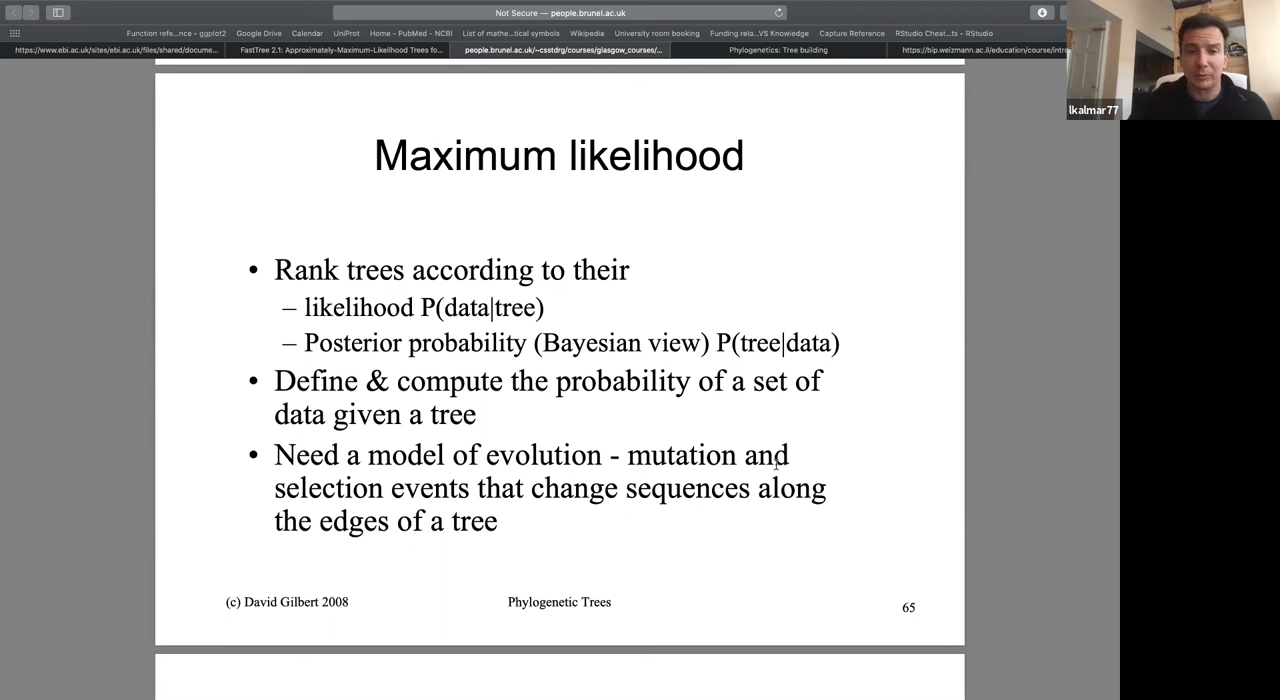 Not Secure — people.brunel.ac.uk
Function refe...nce • ggplot2 Google Drive Calendar UniProt Home - PubMed - NCBI List of mathe...tical symbols Wikipedia University room booking Funding rela...VS Knowledge Capture Reference RStudio Cheat...ts - RStudio
https://www.ebi.ac.uk/sites/ebi.ac.uk/files/shared/docume... FastTree 2.1: Approximately-Maximum-Likelihood Trees fo... people.brunel.ac.uk/~csstdrg/courses/glasgow_courses/... Phylogenetics: Tree building https://bip.weizmann.ac.il/education/course/intro
lkalmar77
Maximum likelihood
• Rank trees according to their
– likelihood P(data|tree)
– Posterior probability (Bayesian view) P(tree|data)
• Define & compute the probability of a set of
data given a tree
• Need a model of evolution - mutation and
selection events that change sequences along
the edges of a tree
(c) David Gilbert 2008 Phylogenetic Trees 65